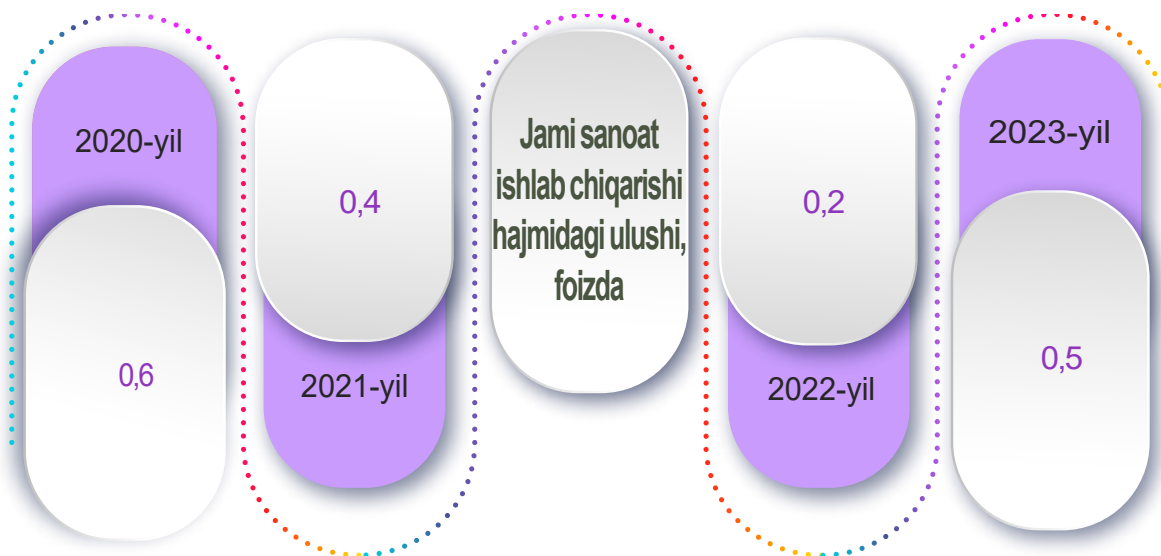 2020-yil
0,6
0,4
2021-yil
Jami sanoat
ishlab chiqarishi
hajmidagi ulushi,
foizda
0,2
2022-yil
2023-yil
0,5